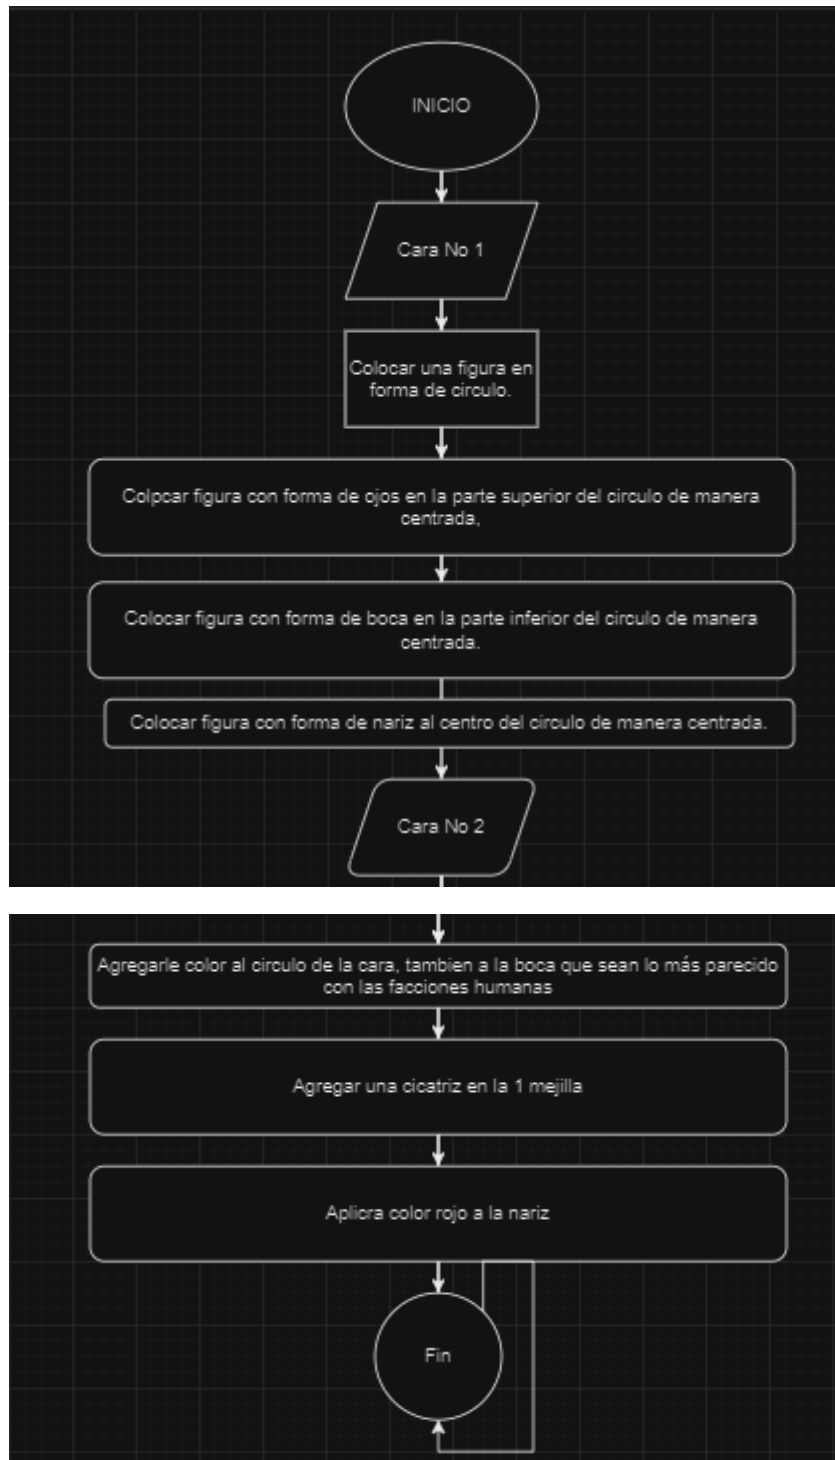 INICIO
Cara No 1
Colocar una figura en
forma de circulo.
Colpcar figura con forma de ojos en la parte superior del circulo de manera
centrada,
Colocar figura con forma de boca en la parte inferior del circulo de manera
centrada.
Colocar figura con forma de nariz al centro del circulo de manera centrada.
Cara No 2
Agregarle color al circulo de la cara, tambien a la boca que sean lo más parecido
con las facciones humanas
Agregar una cicatriz en la 1 mejilla
Aplicra color rojo a la nariz
Fin